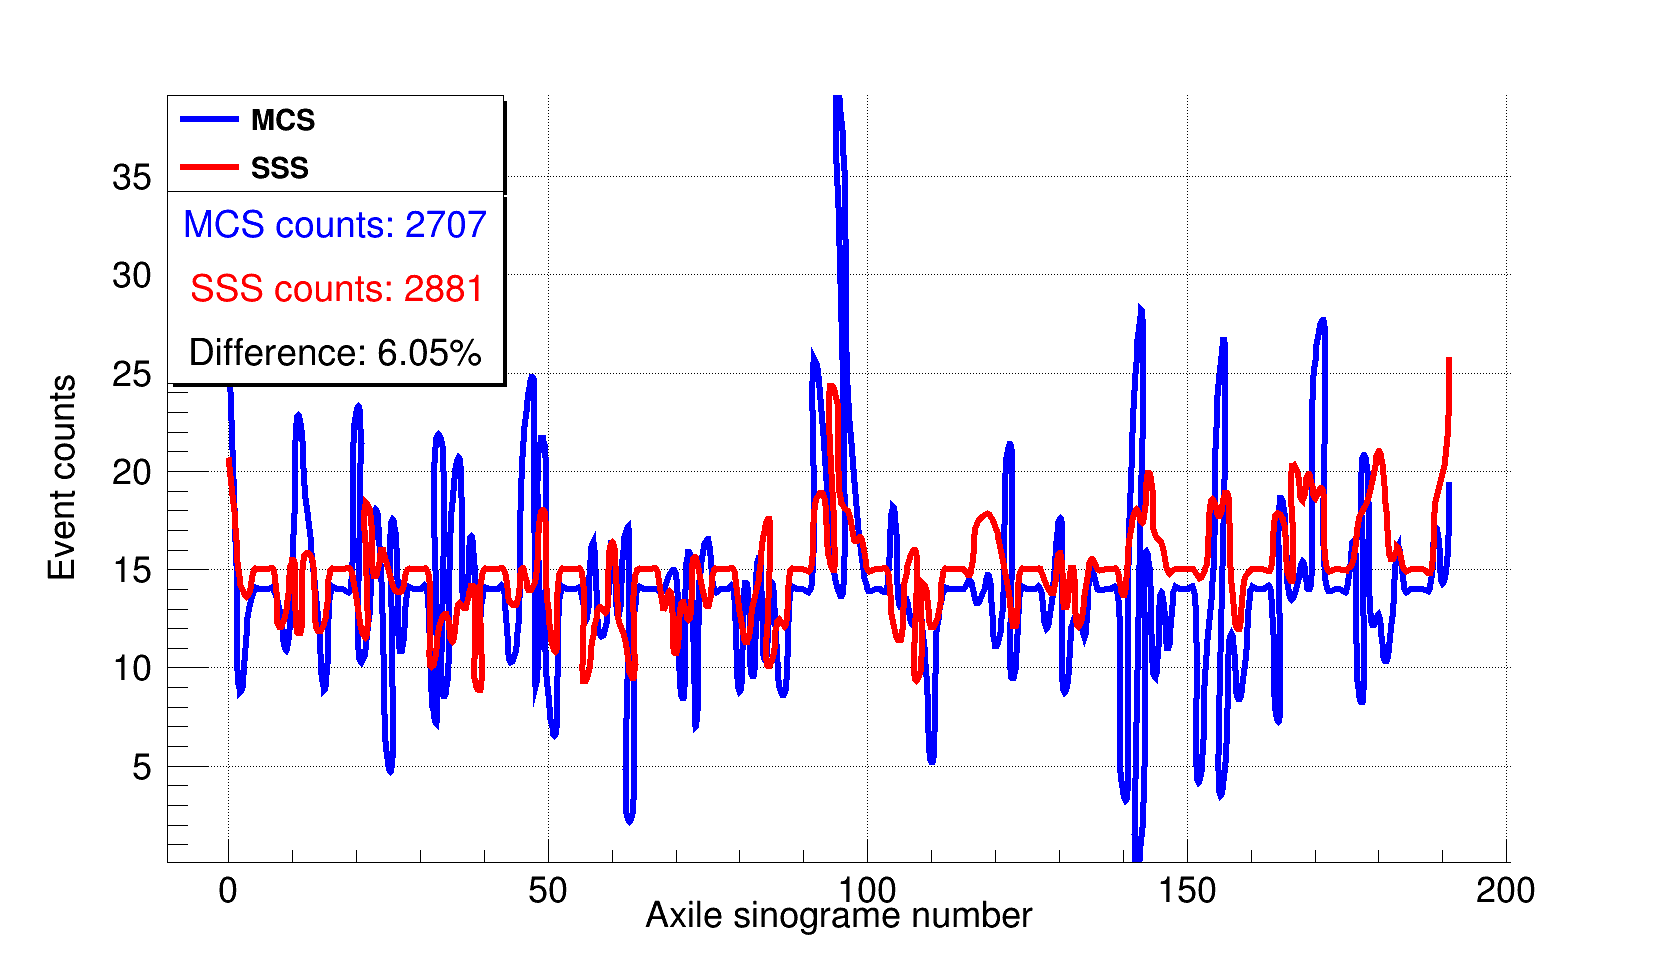 MCS
SSS
MCS counts: 2707
SSS counts: 2881
Difference: 6.05%
35
30
25
20
15
10
5
Event counts
0 50 100 150 200
Axile sinograme number